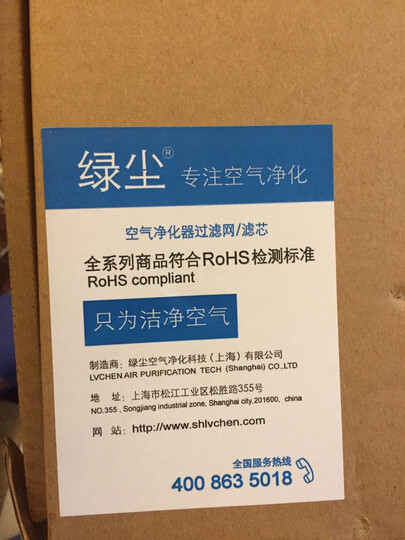 绿尘® 专注空气净化
空气净化器过滤网/滤芯
全系列商品符合RoHS检测标准
RoHS compliant
只为洁净空气
制造商：绿尘空气净化科技（上海）有限公司
LVCHEN AIR PURIFICATION TECH (Shanghai) CO.,LTD
地 址：上海市松江工业区松胜路355号
NO.355 , Songjiang industrial zone, Shanghai city,201600, china
网 站：http://www.shlvchen.com
全国服务热线
400 863 5018